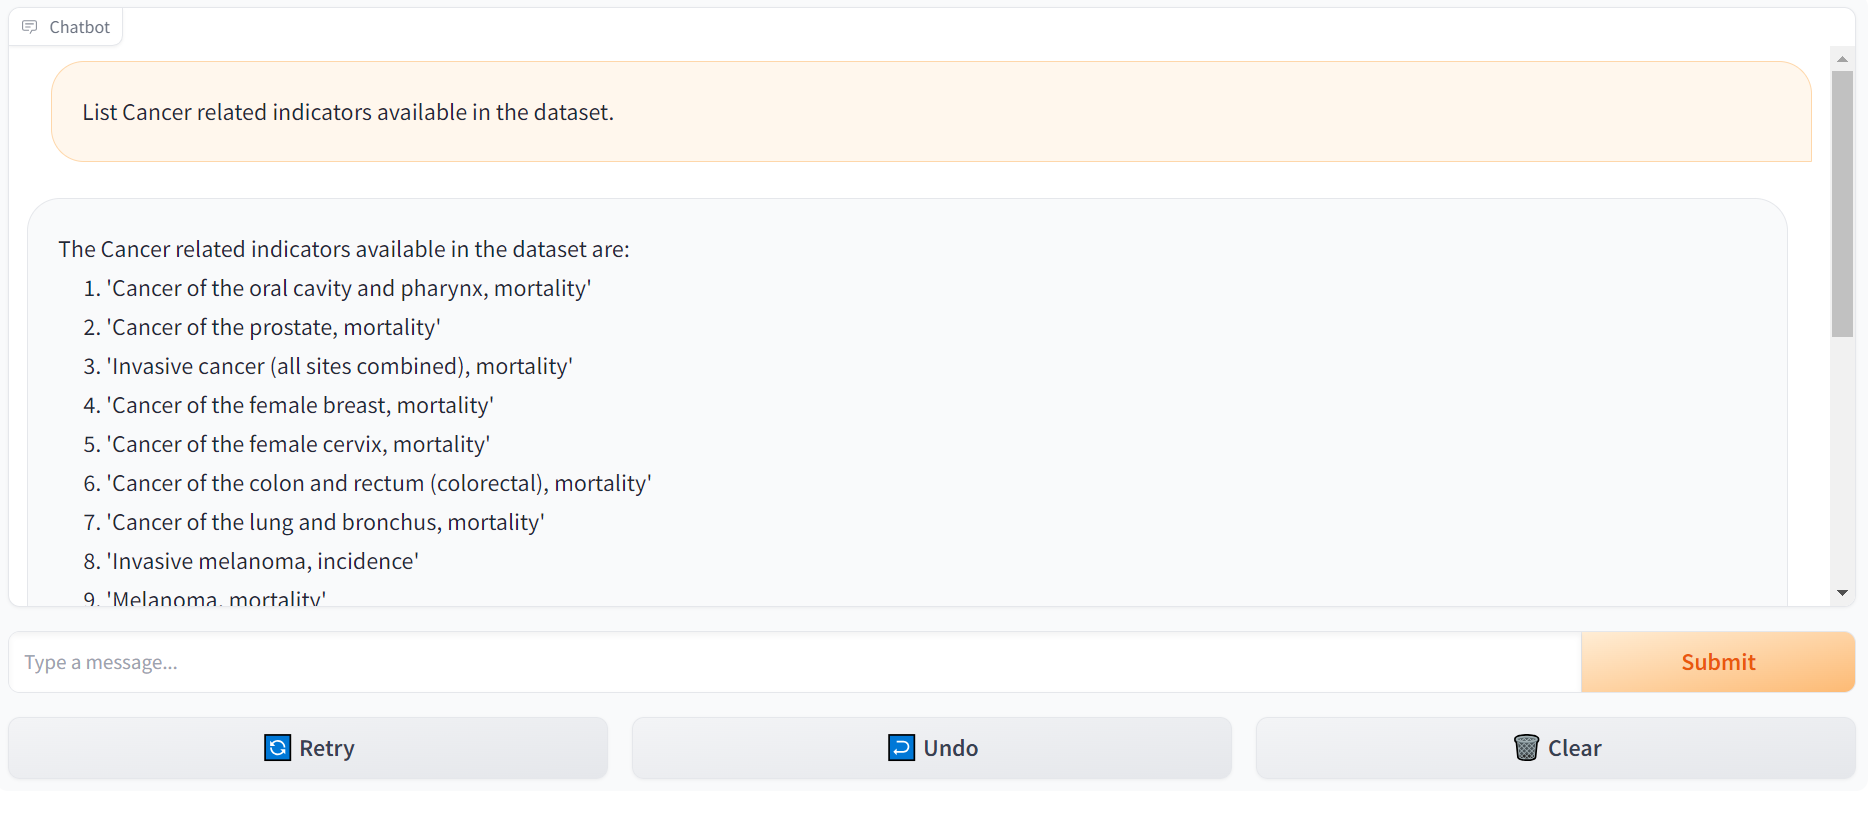 Chatbot
List Cancer related indicators available in the dataset.
The Cancer related indicators available in the dataset are:
1. 'Cancer of the oral cavity and pharynx, mortality'
2. 'Cancer of the prostate, mortality'
3. 'Invasive cancer (all sites combined), mortality'
4. 'Cancer of the female breast, mortality'
5. 'Cancer of the female cervix, mortality'
6. 'Cancer of the colon and rectum (colorectal), mortality'
7. 'Cancer of the lung and bronchus, mortality'
8. 'Invasive melanoma, incidence'
9. 'Melanoma, mortality'
Type a message...
Submit
Retry
Undo
Clear